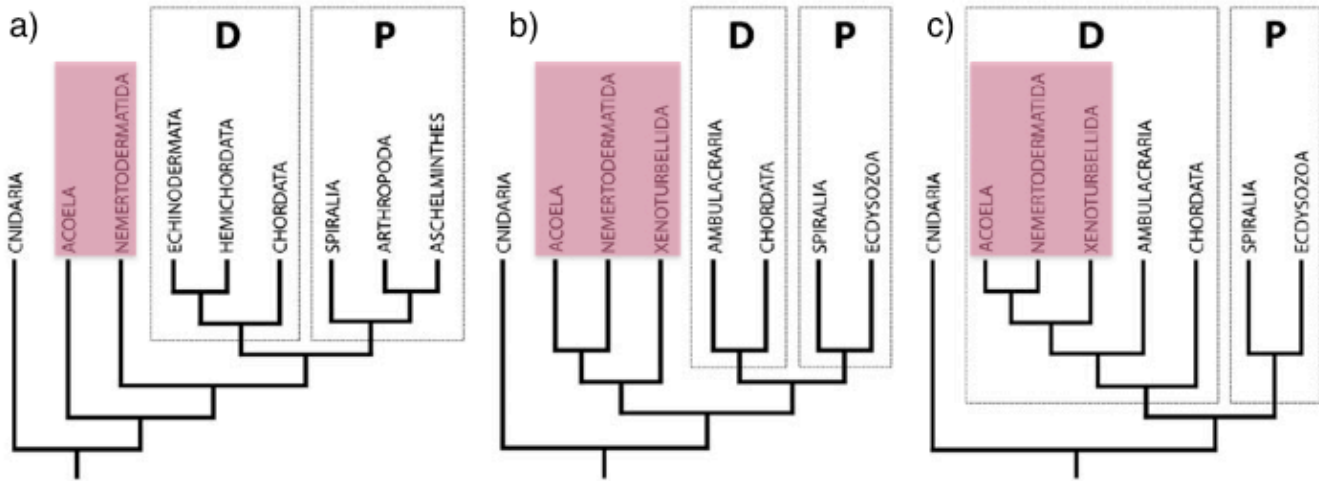 a)
D
P
CNIDARIA
ACOELA
NEMERTODERMATIDA
ECHINODERMATA
HEMICHORDATA
CHORDATA
SPIRALIA
ARTHROPODA
ASCHELMINTHES
b)
D
P
CNIDARIA
ACOELA
NEMERTODERMATIDA
XENOTURBELLIDA
AMBULACRARIA
CHORDATA
SPIRALIA
ECDYSOZOA
c)
D
P
CNIDARIA
ACOELA
NEMERTODERMATIDA
XENOTURBELLIDA
AMBULACRARIA
CHORDATA
SPIRALIA
ECDYSOZOA